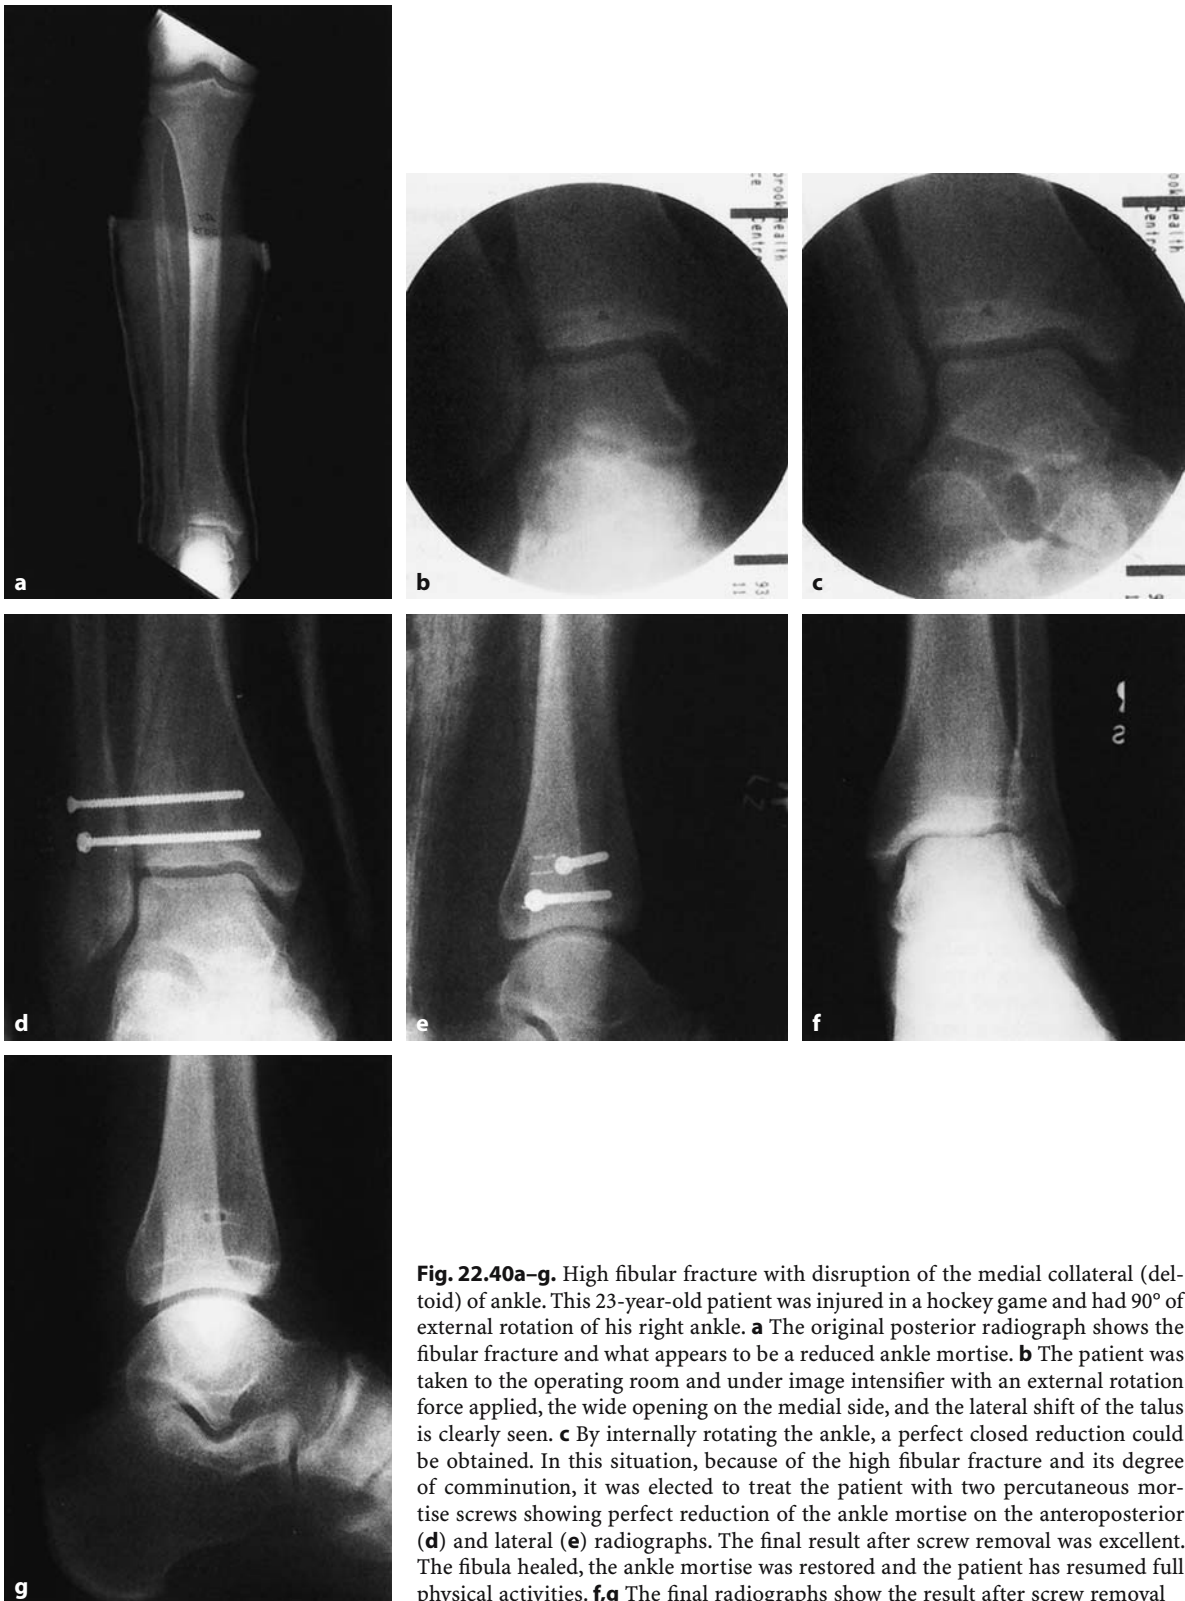 a
b
c
d
e
f
g
Fig. 22.40a–g. High fibular fracture with disruption of the medial collateral (del-
toid) of ankle. This 23-year-old patient was injured in a hockey game and had 90° of
external rotation of his right ankle. a The original posterior radiograph shows the
fibular fracture and what appears to be a reduced ankle mortise. b The patient was
taken to the operating room and under image intensifier with an external rotation
force applied, the wide opening on the medial side, and the lateral shift of the talus
is clearly seen. c By internally rotating the ankle, a perfect closed reduction could
be obtained. In this situation, because of the high fibular fracture and its degree
of comminution, it was elected to treat the patient with two percutaneous mor-
tise screws showing perfect reduction of the ankle mortise on the anteroposterior
(d) and lateral (e) radiographs. The final result after screw removal was excellent.
The fibula healed, the ankle mortise was restored and the patient has resumed full
physical activities. f,g The final radiographs show the result after screw removal